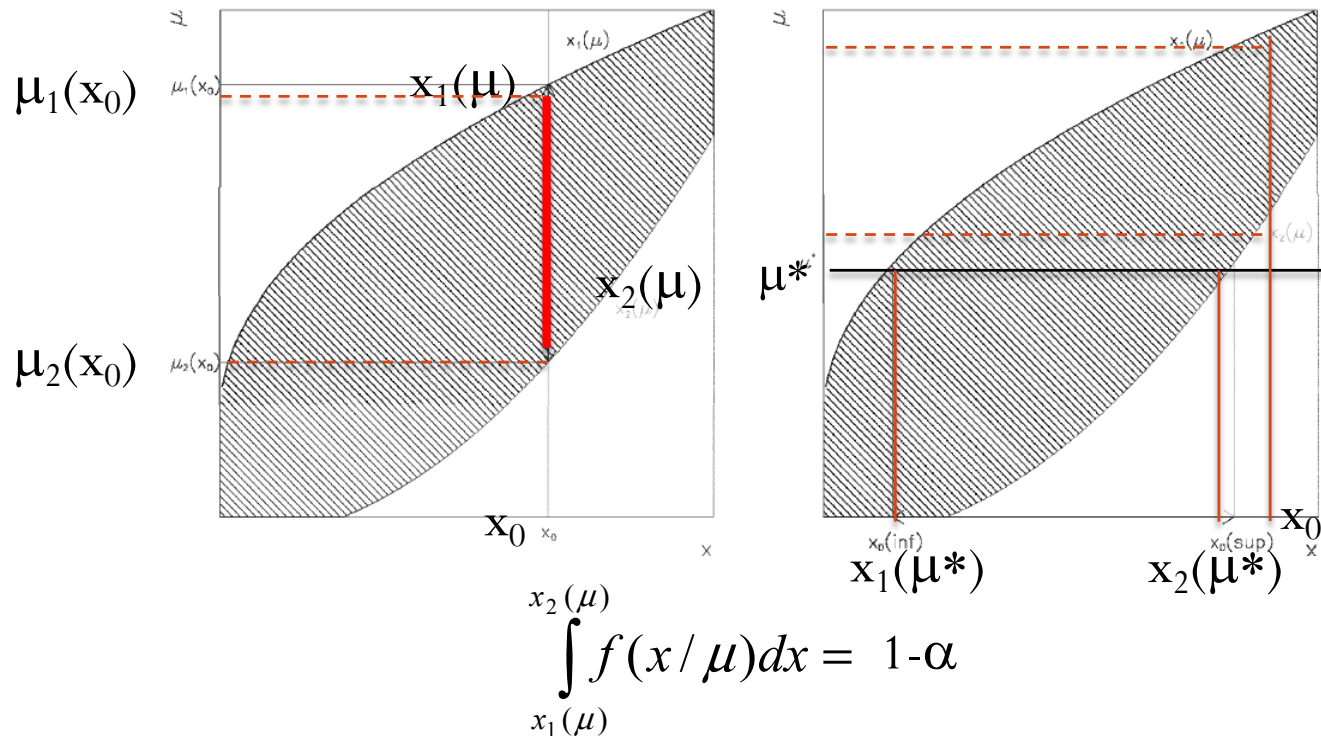 μ
x₁(μ)
μ₁(x₀)
μ₁(x₀)
x₁(μ)
x₂(μ)
x₂(μ)
μ₂(x₀)
μ₂(x₀)
x₀
x₀
x
μ
x₂(μ)
μ*
x₀
x₀(inf)
x₀(sup)
x
x₁(μ*)
x₂(μ*)
x₂(μ)
∫ f(x/μ)dx = 1-α
x₁(μ)